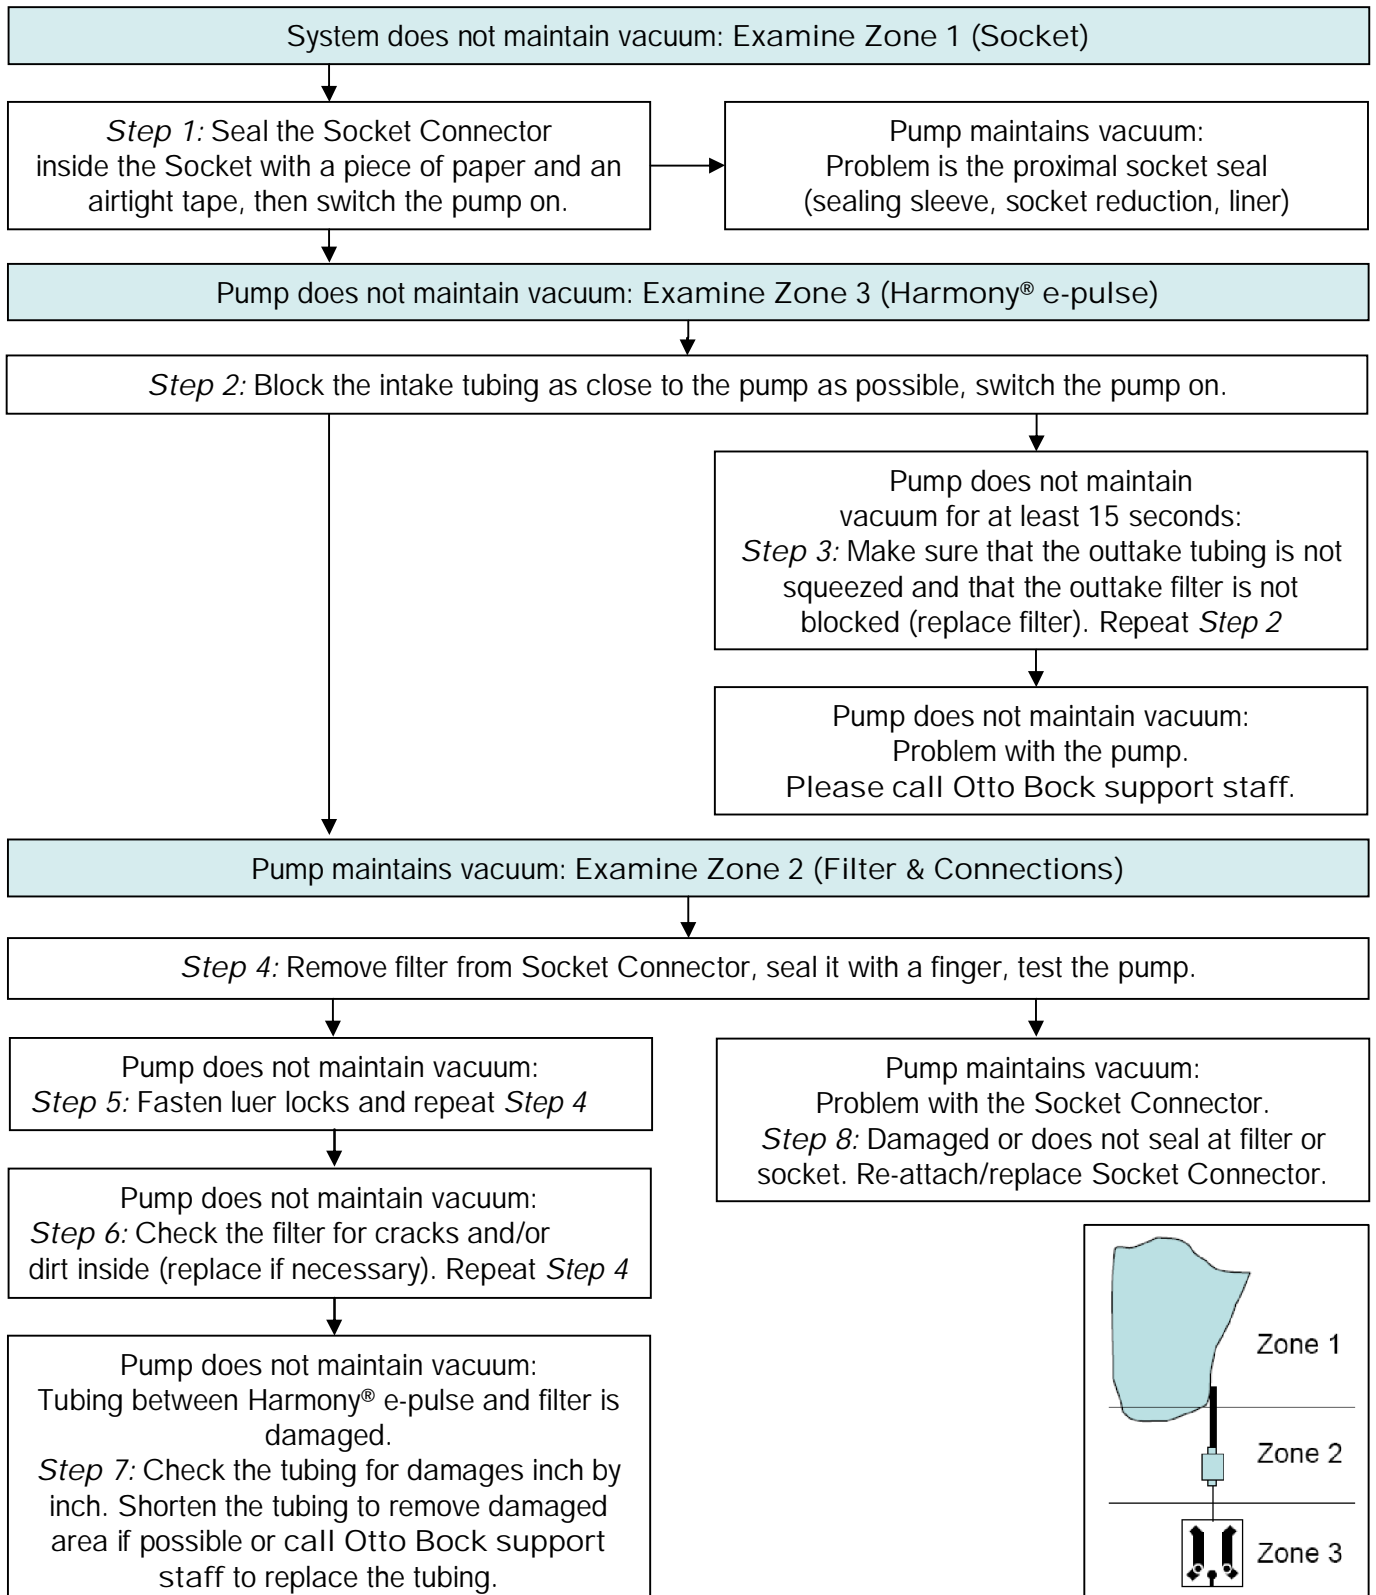 System does not maintain vacuum: Examine Zone 1 (Socket)
Step 1: Seal the Socket Connector
inside the Socket with a piece of paper and an
airtight tape, then switch the pump on.
Pump maintains vacuum:
Problem is the proximal socket seal
(sealing sleeve, socket reduction, liner)
Pump does not maintain vacuum: Examine Zone 3 (Harmony® e-pulse)
Step 2: Block the intake tubing as close to the pump as possible, switch the pump on.
Pump does not maintain
vacuum for at least 15 seconds:
Step 3: Make sure that the outtake tubing is not
squeezed and that the outtake filter is not
blocked (replace filter). Repeat Step 2
Pump does not maintain vacuum:
Problem with the pump.
Please call Otto Bock support staff.
Pump maintains vacuum: Examine Zone 2 (Filter & Connections)
Step 4: Remove filter from Socket Connector, seal it with a finger, test the pump.
Pump does not maintain vacuum:
Step 5: Fasten luer locks and repeat Step 4
Pump does not maintain vacuum:
Step 6: Check the filter for cracks and/or
dirt inside (replace if necessary). Repeat Step 4
Pump does not maintain vacuum:
Tubing between Harmony® e-pulse and filter is
damaged.
Step 7: Check the tubing for damages inch by
inch. Shorten the tubing to remove damaged
area if possible or call Otto Bock support
staff to replace the tubing.
Pump maintains vacuum:
Problem with the Socket Connector.
Step 8: Damaged or does not seal at filter or
socket. Re-attach/replace Socket Connector.
Zone 1
Zone 2
Zone 3